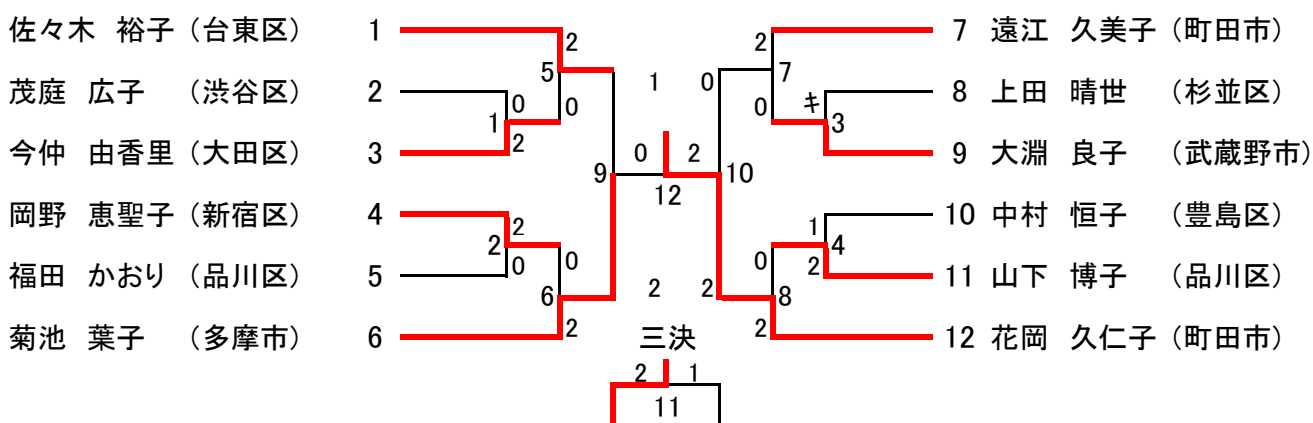 佐々木 裕子 (台東区) 1 2 2 7 遠江 久美子 (町田市)
5 1 0 7
茂庭 広子 (渋谷区) 2 0 0 0 キ 8 上田 晴世 (杉並区)
1 3
今仲 由香里 (大田区) 3 2 0 2 9 大淵 良子 (武蔵野市)
9 10
12
岡野 恵聖子 (新宿区) 4 2 1 10 中村 恒子 (豊島区)
2 4
福田 かおり (品川区) 5 0 0 0 2 11 山下 博子 (品川区)
6 2 2 8
菊池 葉子 (多摩市) 6 2 三決 2 12 花岡 久仁子 (町田市)
2 1
11